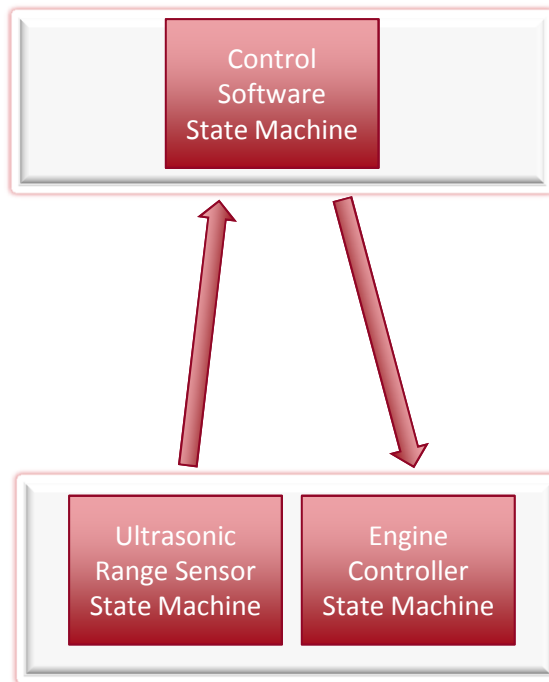 Control
Software
State Machine
Ultrasonic
Range Sensor
State Machine
Engine
Controller
State Machine